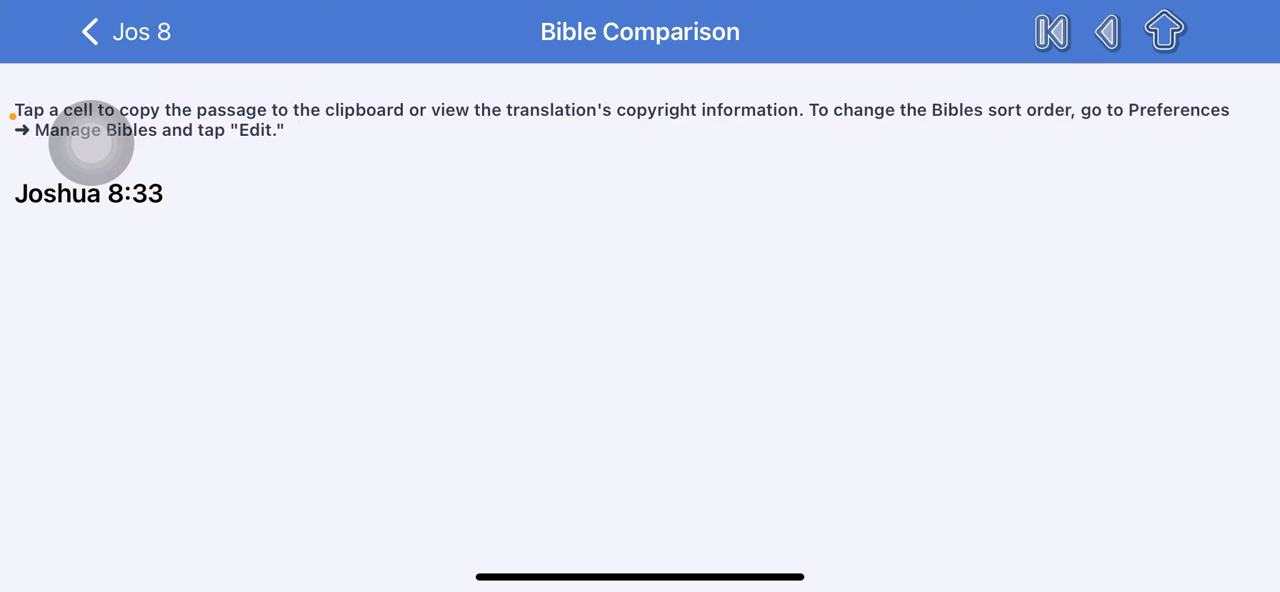 Jos 8
Bible Comparison
Tap a cell to copy the passage to the clipboard or view the translation's copyright information. To change the Bibles sort order, go to Preferences
➜ Manage Bibles and tap "Edit."
Joshua 8:33